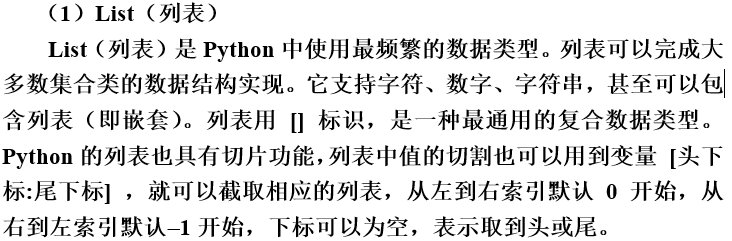 （1）List（列表）
List（列表）是 Python 中使用最频繁的数据类型。列表可以完成大
多数集合类的数据结构实现。它支持字符、数字、字符串，甚至可以包
含列表（即嵌套）。列表用 [] 标识，是一种最通用的复合数据类型。
Python 的列表也具有切片功能,列表中值的切割也可以用到变量 [头下
标:尾下标] ，就可以截取相应的列表，从左到右索引默认 0 开始，从
右到左索引默认–1 开始，下标可以为空，表示取到头或尾。